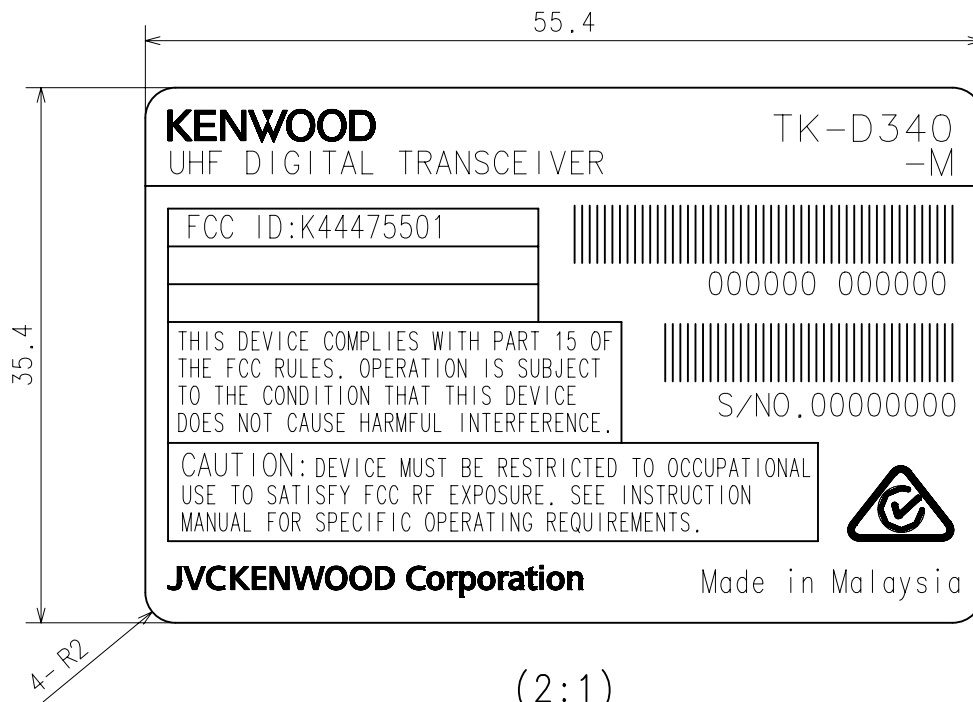 55.4
35.4
KENWOOD
TK-D340
UHF DIGITAL TRANSCEIVER
-M
FCC ID:K44475501
000000 000000
THIS DEVICE COMPLIES WITH PART 15 OF
THE FCC RULES. OPERATION IS SUBJECT
TO THE CONDITION THAT THIS DEVICE
DOES NOT CAUSE HARMFUL INTERFERENCE.
S/NO.00000000
CAUTION: DEVICE MUST BE RESTRICTED TO OCCUPATIONAL
USE TO SATISFY FCC RF EXPOSURE. SEE INSTRUCTION
MANUAL FOR SPECIFIC OPERATING REQUIREMENTS.
JVCKENWOOD Corporation
Made in Malaysia
4-R2
(2:1)